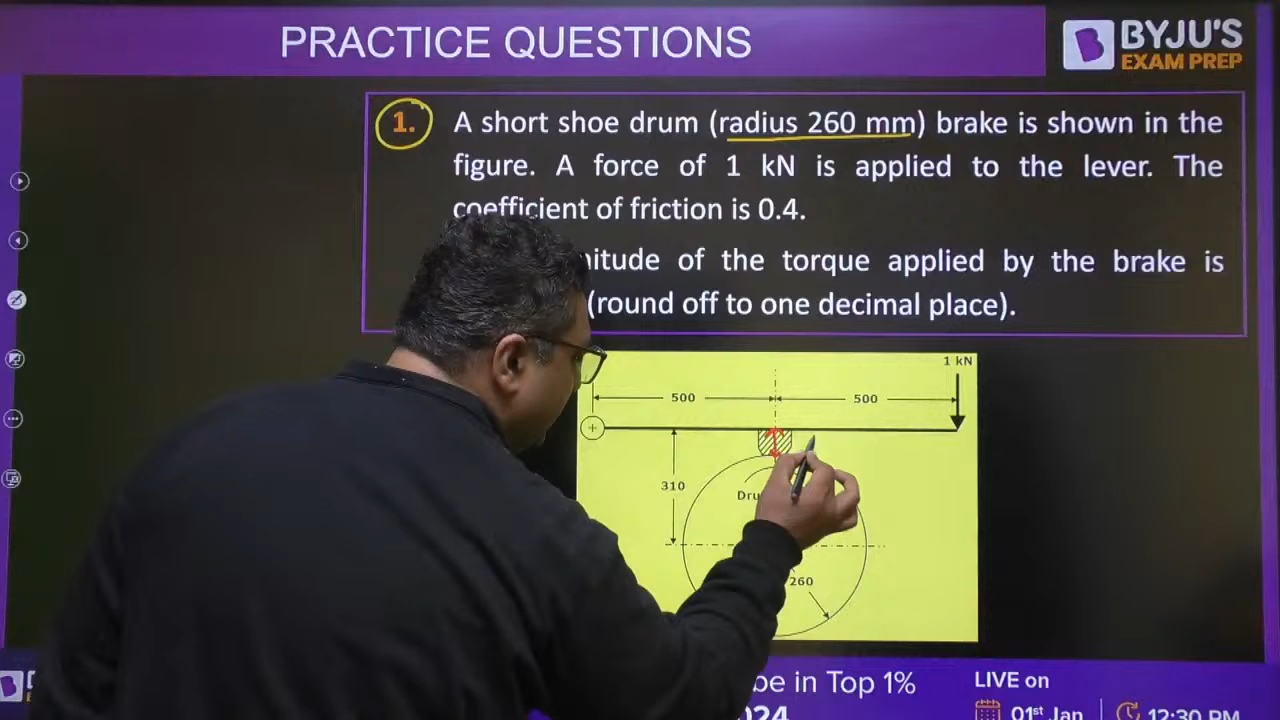 PRACTICE QUESTIONS
BYJU'S
EXAM PREP
1. A short shoe drum (radius 260 mm) brake is shown in the
figure. A force of 1 kN is applied to the lever. The
coefficient of friction is 0.4.
of the torque applied by the brake is
(round off to one decimal place).
1 kN
500 500
310
260
be in Top 1%
LIVE on
01st Jan
12:30 PM